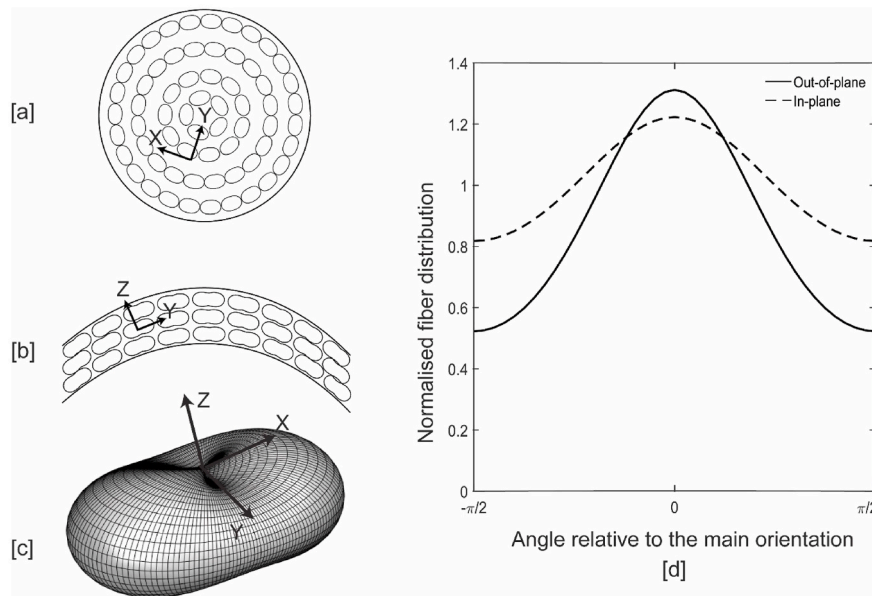 [a]
X
Y
[b]
Z
Y
[c]
Z
X
Y
Normalised fiber distribution
1.4
1.2
1
0.8
0.6
0.4
0.2
0
-π/2
0
π/2
Out-of-plane
In-plane
Angle relative to the main orientation
[d]